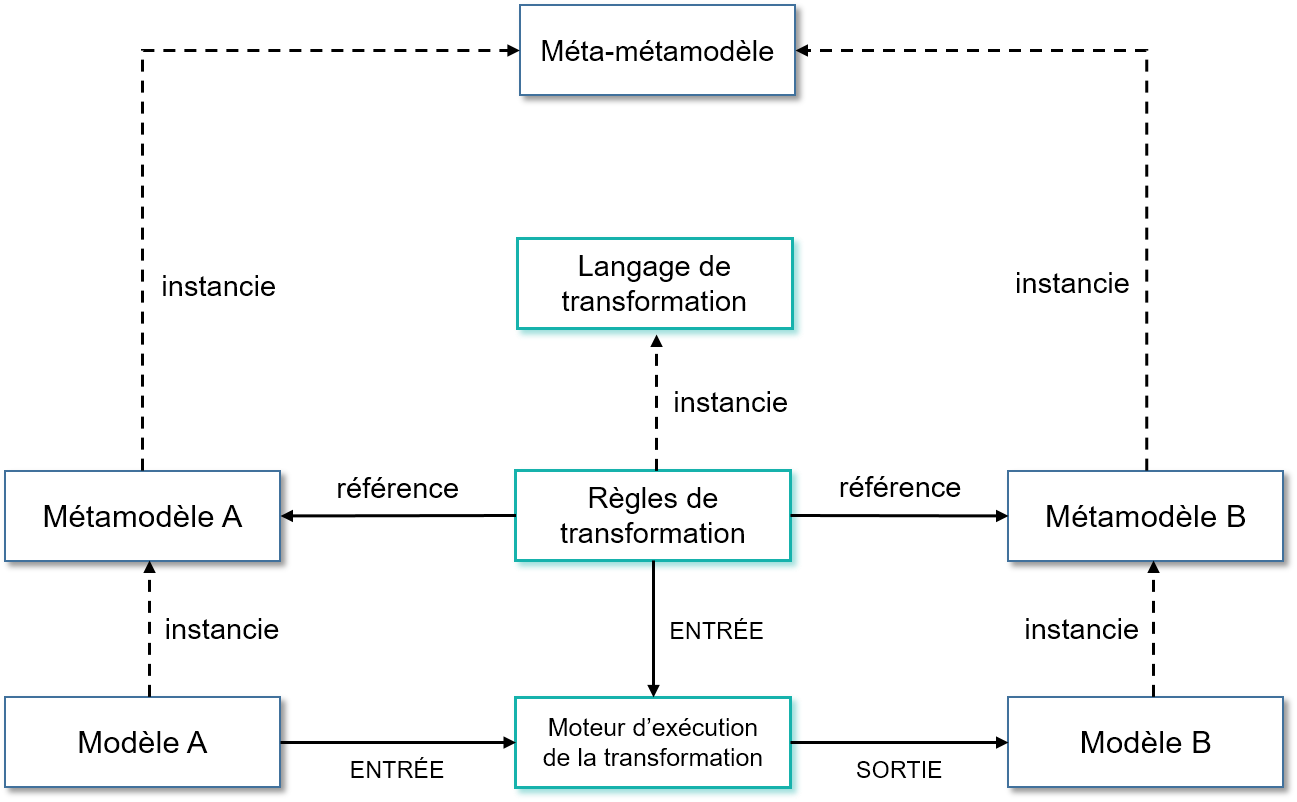 Méta-métamodèle
instancie
instancie
Langage de
transformation
instancie
Métamodèle A
référence
Règles de
transformation
référence
Métamodèle B
instancie
ENTRÉE
instancie
Modèle A
ENTRÉE
Moteur d’exécution
de la transformation
SORTIE
Modèle B